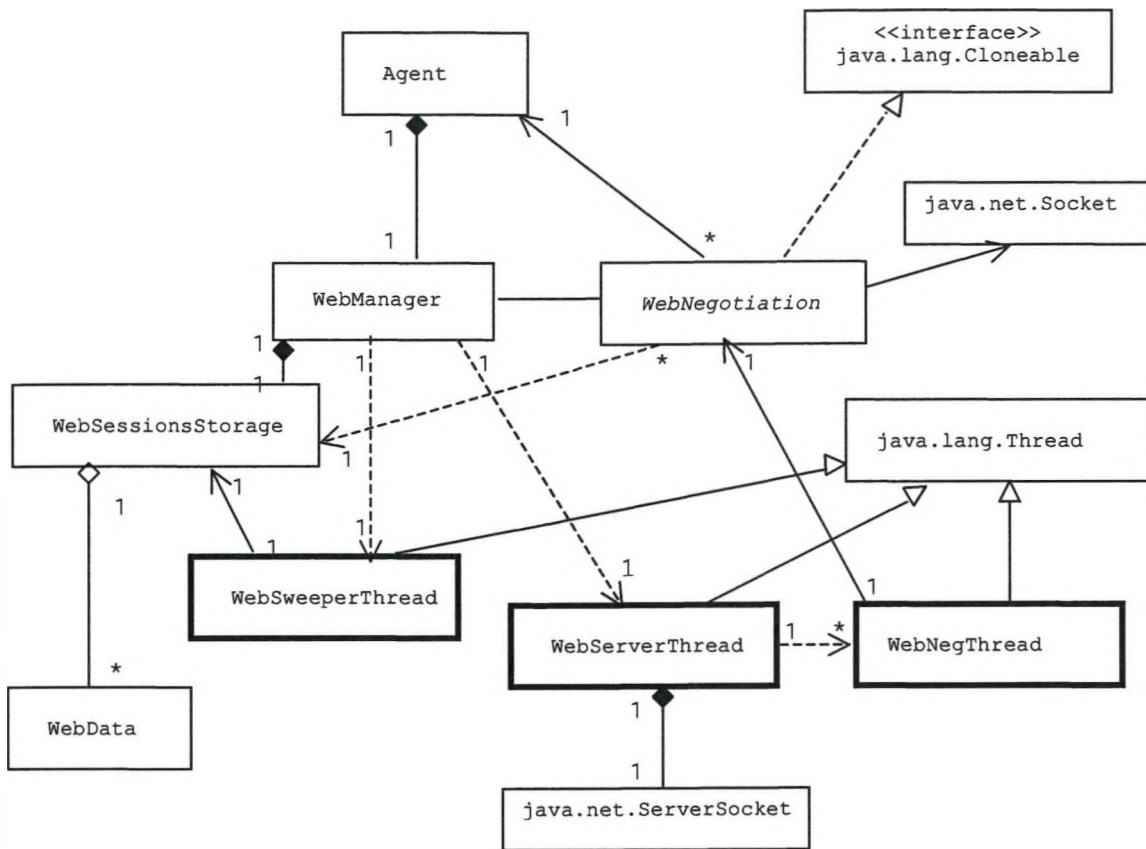 <<interface>>
java.lang.Cloneable
Agent
1
1
java.net.Socket
1
*
WebManager
WebNegotiation
1
1
1
*
1
1
WebSessionsStorage
1
java.lang.Thread
1
1
1
1
1
1
WebSweeperThread
WebServerThread
1
*
WebNegThread
*
1
WebData
1
java.net.ServerSocket